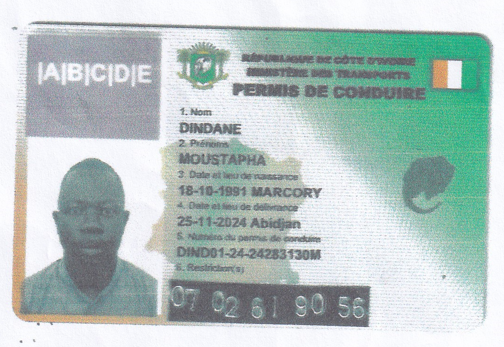 |A|B|C|D|E
RÉPUBLIQUE DE CÔTE D'IVOIRE
MINISTÈRE DES TRANSPORTS
PERMIS DE CONDUIRE
1. Nom
DINDANE
2. Prénoms
MOUSTAPHA
3. Date et lieu de naissance
18-10-1991 MARCORY
4. Date et lieu de délivrance
25-11-2024 Abidjan
5. Numéro du permis de conduire
DIND01-24-24283130M
6. Restriction(s)
07 02 61 90 56